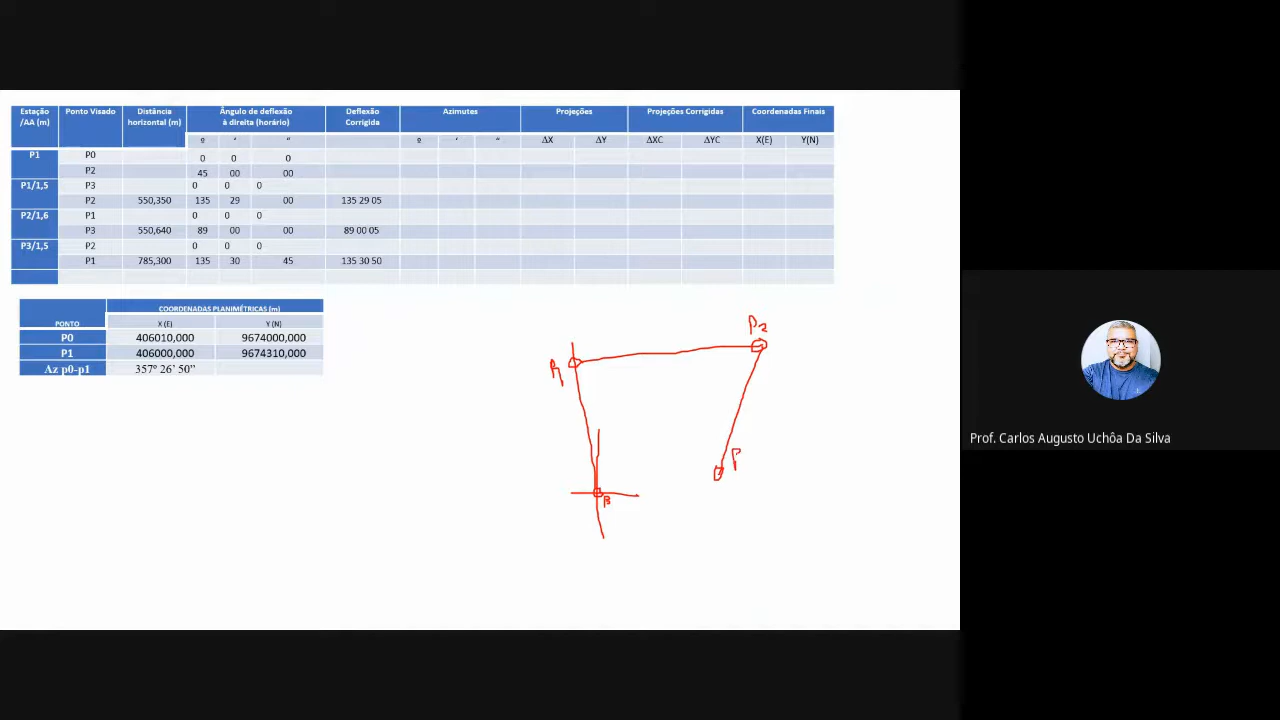 Estação /AA (m) Ponto Visado Distância horizontal (m) Ângulo de deflexão à direita (horário) Deflexão Corrigida Azimutes Projeções Projeções Corrigidas Coordenadas Finais
º ‘ “ º ‘ “ ΔX ΔY ΔXC ΔYC X(E) Y(N)
P1 P0 0 0 0
P2 45 00 00
P1/1,5 P3 0 0 0
P2 550,350 135 29 00 135 29 05
P2/1,6 P1 0 0 0
P3 550,640 89 00 00 89 00 05
P3/1,5 P2 0 0 0
P1 785,300 135 30 45 135 30 50
PONTO COORDENADAS PLANIMÉTRICAS (m)
X (E) Y (N)
P0 406010,000 9674000,000
P1 406000,000 9674310,000
Az p0-p1 357º 26' 50”
P2
P1
P
Prof. Carlos Augusto Uchôa Da Silva